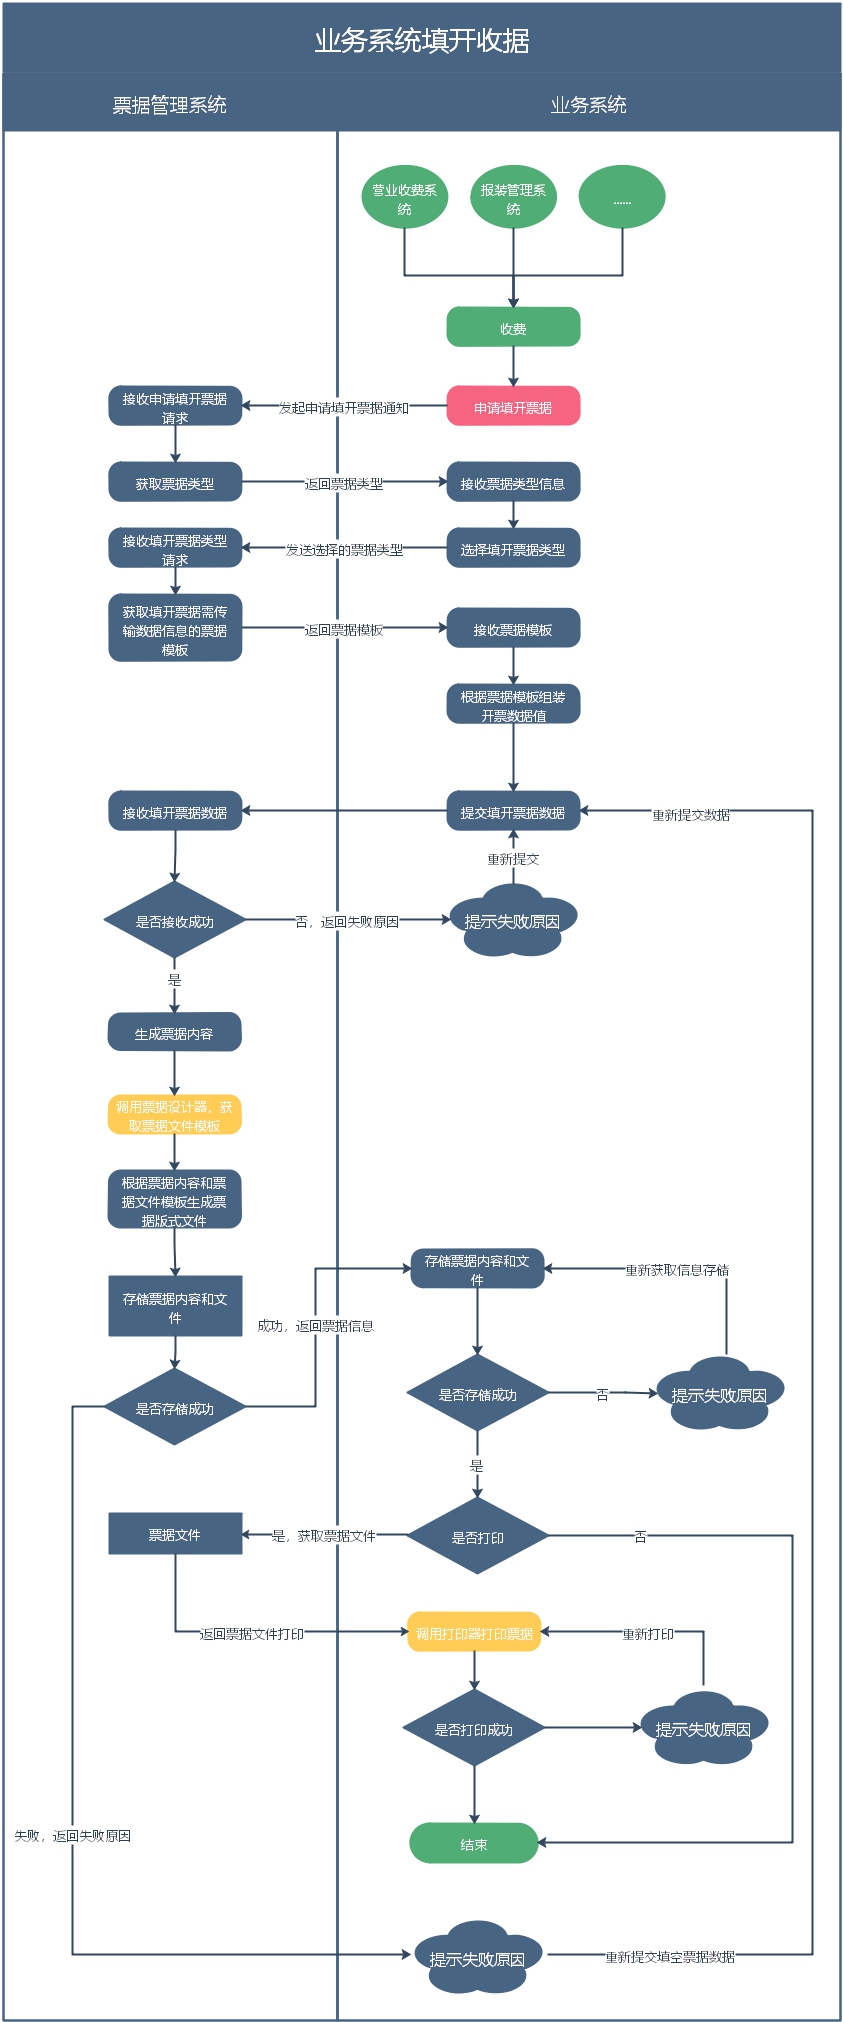 业务系统填开收据
票据管理系统
业务系统
营业收费系
统
报装管理系
统
......
收费
接收申请填开票据
请求
发起申请填开票据通知
申请填开票据
获取票据类型
返回票据类型
接收票据类型信息
接收填开票据类型
请求
发送选择的票据类型
选择填开票据类型
获取填开票据需传
输数据信息的票据
模板
返回票据模板
接收票据模板
根据票据模板组装
开票数据值
接收填开票据数据
提交填开票据数据
重新提交数据
重新提交
是否接收成功
否，返回失败原因
提示失败原因
是
生成票据内容
调用票据设计器，获
取票据文件模板
根据票据内容和票
据文件模板生成票
据版式文件
存储票据内容和文
件
重新获取信息存储
存储票据内容和文
件
成功，返回票据信息
是否存储成功
是否存储成功
否
提示失败原因
是
票据文件
是，获取票据文件
是否打印
否
返回票据文件打印
调用打印器打印票据
重新打印
是否打印成功
提示失败原因
失败，返回失败原因
结束
提示失败原因
重新提交填空票据数据